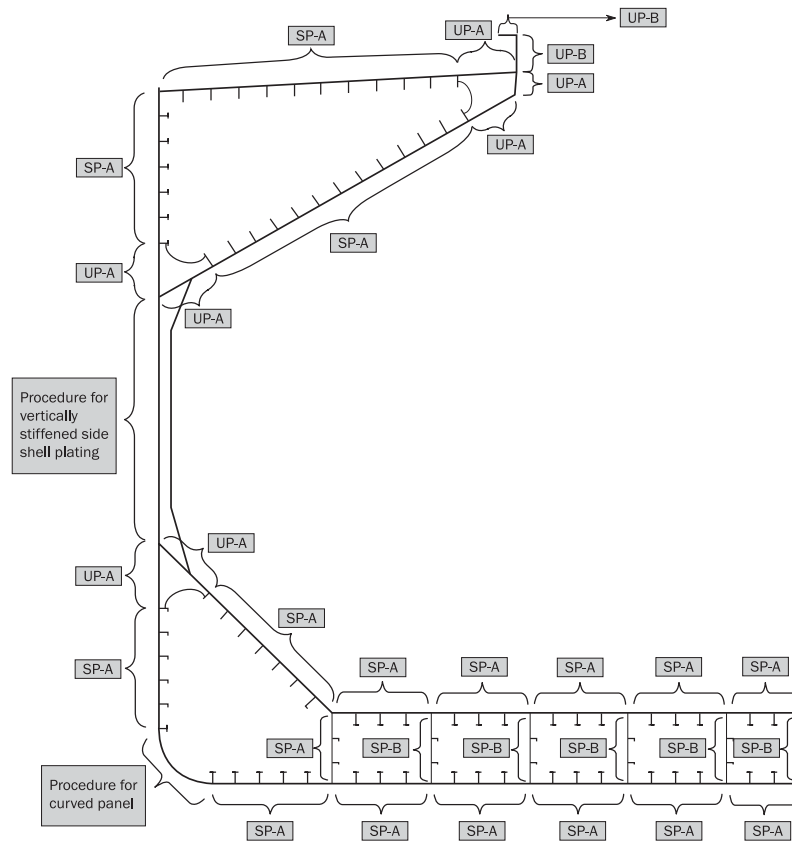 UP-A
UP-B
SP-A
UP-B
UP-A
UP-A
SP-A
SP-A
UP-A
UP-A
Procedure for
vertically
stiffened side
shell plating
UP-A
UP-A
SP-A
SP-A
SP-A
SP-A
SP-A
SP-A
SP-A
SP-A
SP-B
SP-B
SP-B
SP-B
SP-B
Procedure for
curved panel
SP-A
SP-A
SP-A
SP-A
SP-A
SP-A